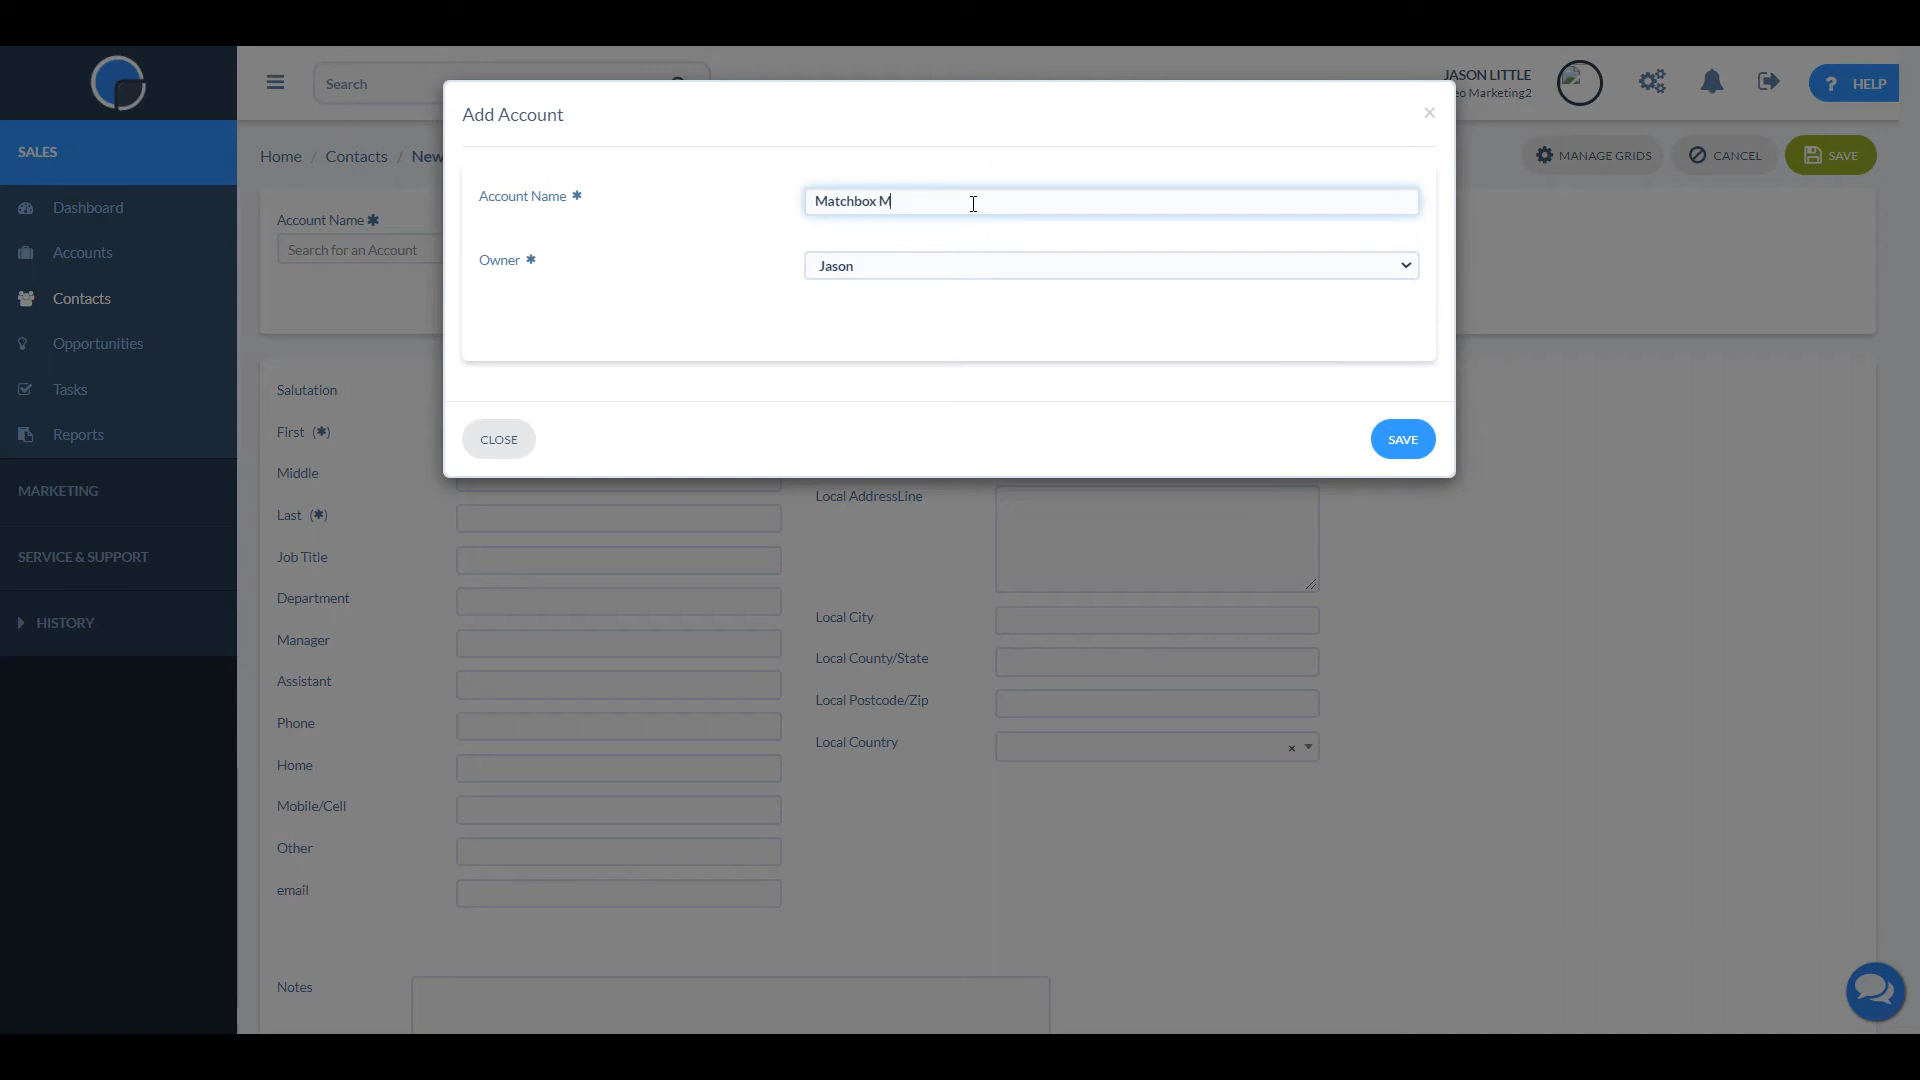 Search
JASON LITTLE
eo Marketing2
? HELP
Add Account
×
SALES
Home / Contacts / New
MANAGE GRIDS
CANCEL
SAVE
Account Name *
Matchbox M
Owner *
Jason
CLOSE
SAVE
Dashboard
Accounts
Contacts
Opportunities
Tasks
Reports
MARKETING
SERVICE & SUPPORT
HISTORY
Account Name *
Search for an Account
Salutation
First (*)
Middle
Last (*)
Job Title
Department
Manager
Assistant
Phone
Home
Mobile/Cell
Other
email
Notes
Local AddressLine
Local City
Local County/State
Local Postcode/Zip
Local Country
×